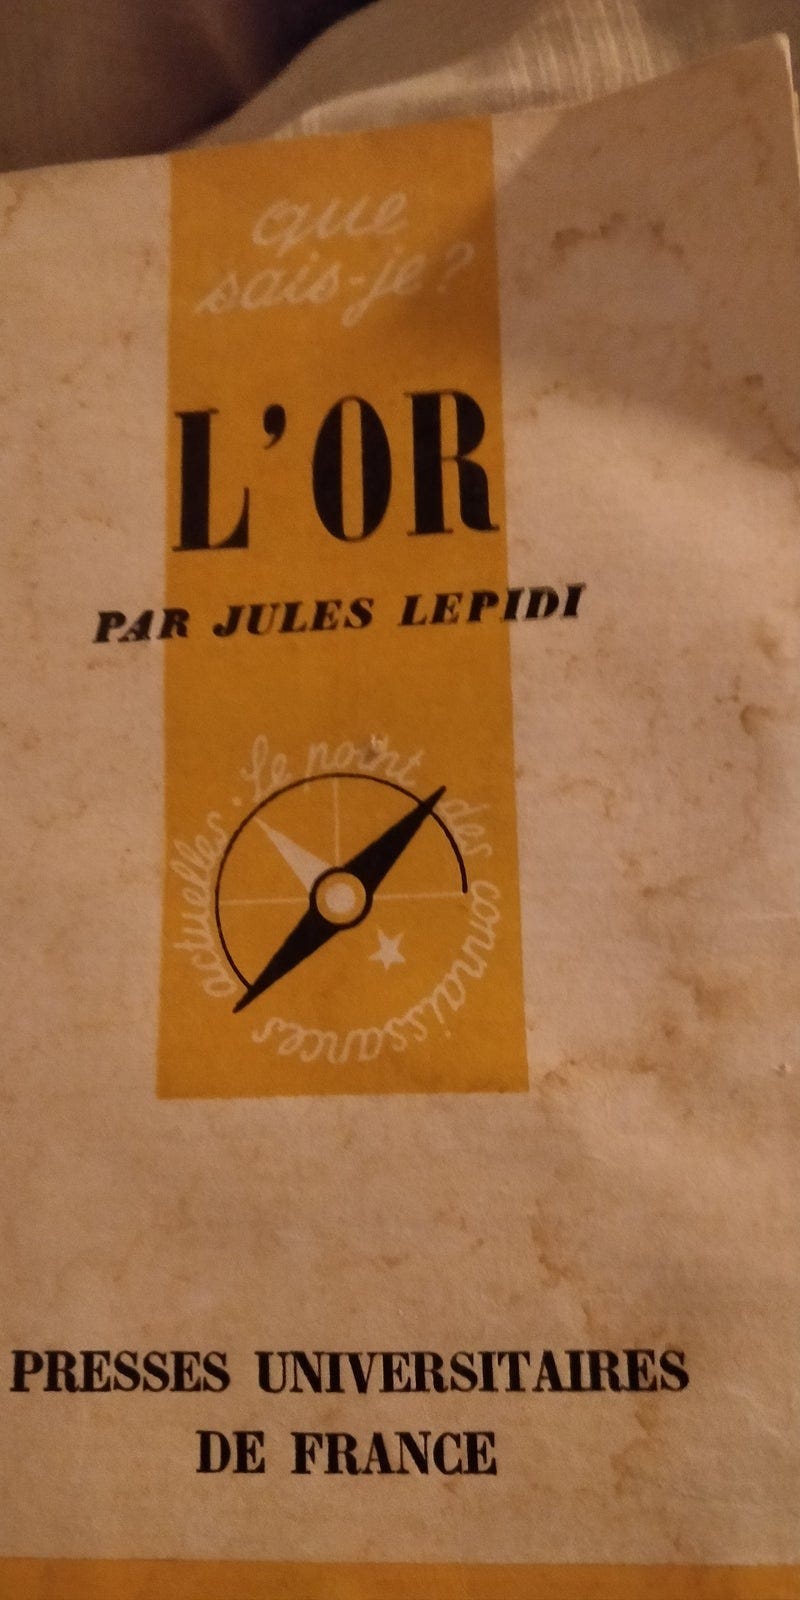 que
sais-je?
L'OR
PAR JULES LEPIDI
Le point des connaissances actuelles.
PRESSES UNIVERSITAIRES
DE FRANCE